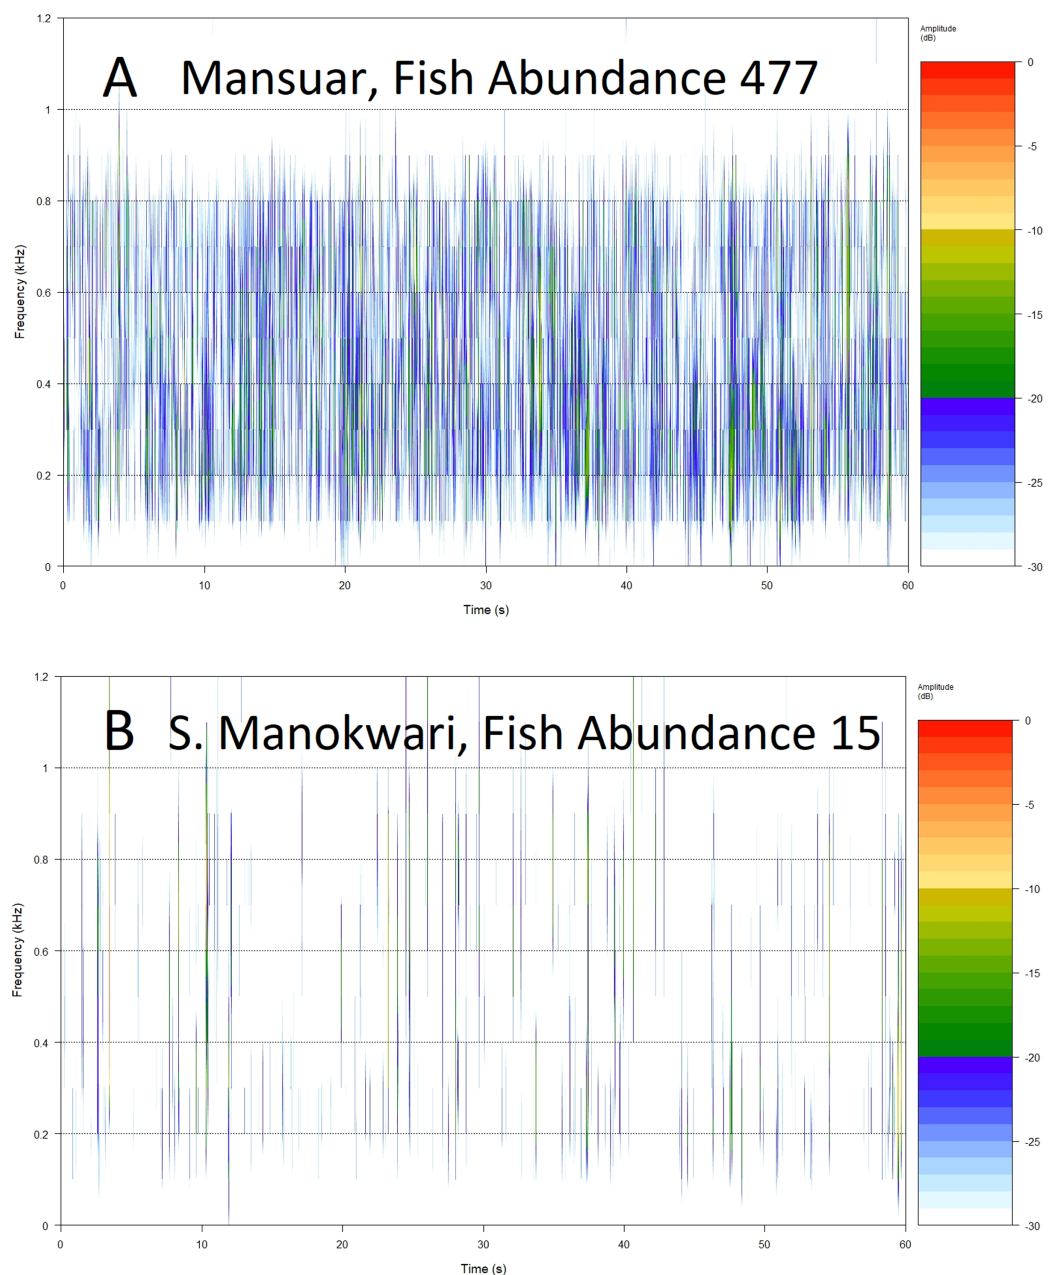 A Mansuar, Fish Abundance 477
Amplitude
(dB)
1.2
1
0.8
0.6
0.4
0.2
0
Frequency (kHz)
0 10 20 30 40 50 60
Time (s)
0
-5
-10
-15
-20
-25
-30
B S. Manokwari, Fish Abundance 15
Amplitude
(dB)
1.2
1
0.8
0.6
0.4
0.2
0
Frequency (kHz)
0 10 20 30 40 50 60
Time (s)
0
-5
-10
-15
-20
-25
-30